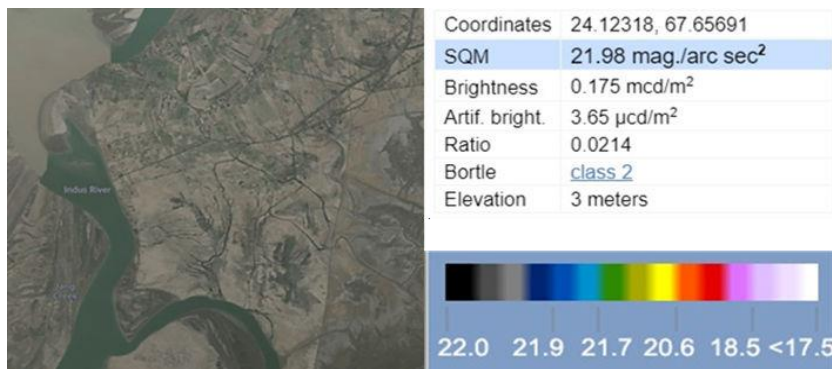 Indus River
Creek
Coordinates 24.12318, 67.65691
SQM 21.98 mag./arc sec²
Brightness 0.175 mcd/m²
Artif. bright. 3.65 μcd/m²
Ratio 0.0214
Bortle class 2
Elevation 3 meters
22.0 21.9 21.7 20.6 18.5 <17.5